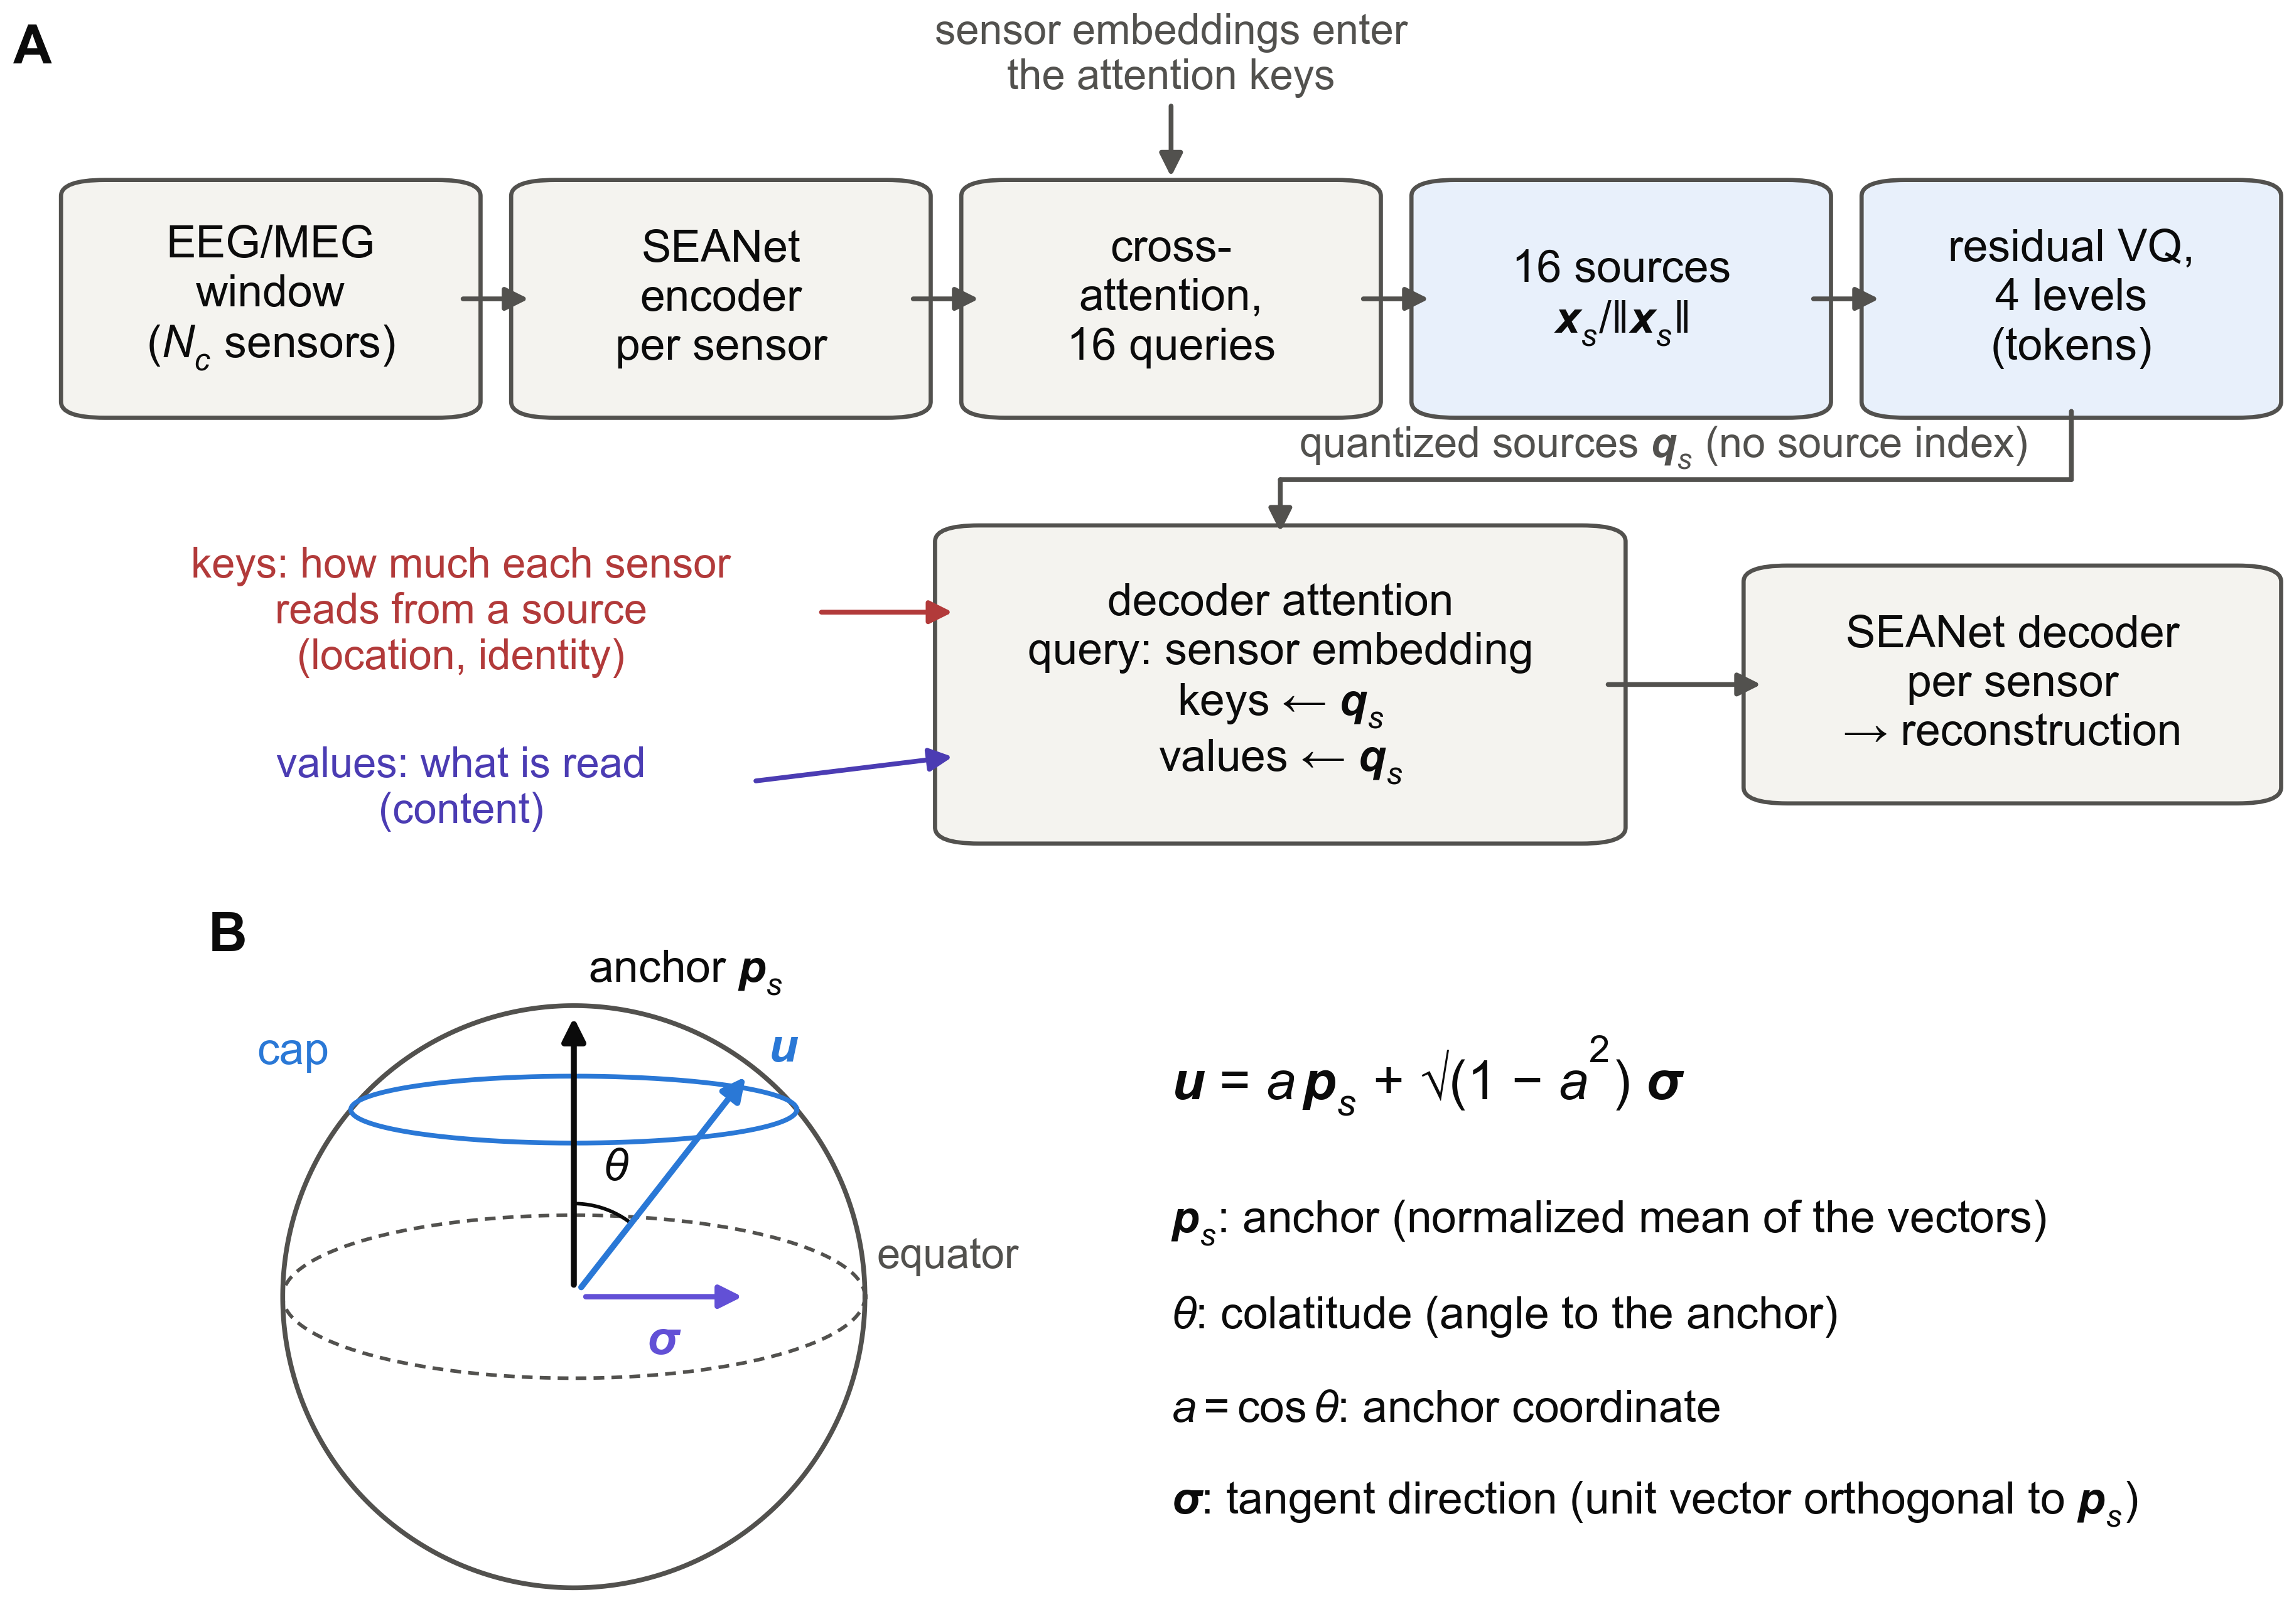 A
sensor embeddings enter
the attention keys
EEG/MEG
window
(N_c sensors)
SEANet
encoder
per sensor
cross-
attention,
16 queries
16 sources
x_s/‖x_s‖
residual VQ,
4 levels
(tokens)
quantized sources q_s (no source index)
keys: how much each sensor
reads from a source
(location, identity)
values: what is read
(content)
decoder attention
query: sensor embedding
keys ← q_s
values ← q_s
SEANet decoder
per sensor
→ reconstruction
B
anchor p_s
cap
u
θ
equator
σ
u = a p_s + √(1 − a²) σ
p_s: anchor (normalized mean of the vectors)
θ: colatitude (angle to the anchor)
a = cos θ: anchor coordinate
σ: tangent direction (unit vector orthogonal to p_s)